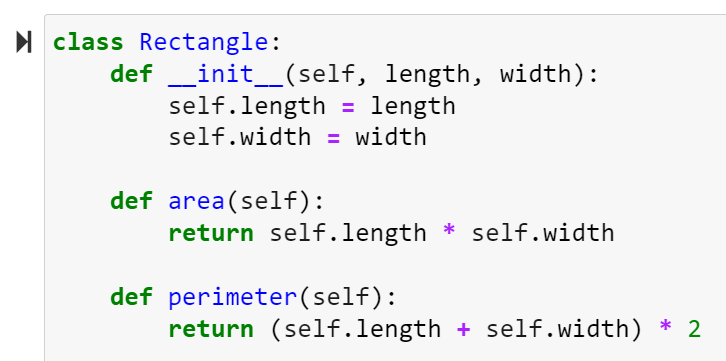 class Rectangle:
    def __init__(self, length, width):
        self.length = length
        self.width = width

    def area(self):
        return self.length * self.width

    def perimeter(self):
        return (self.length + self.width) * 2